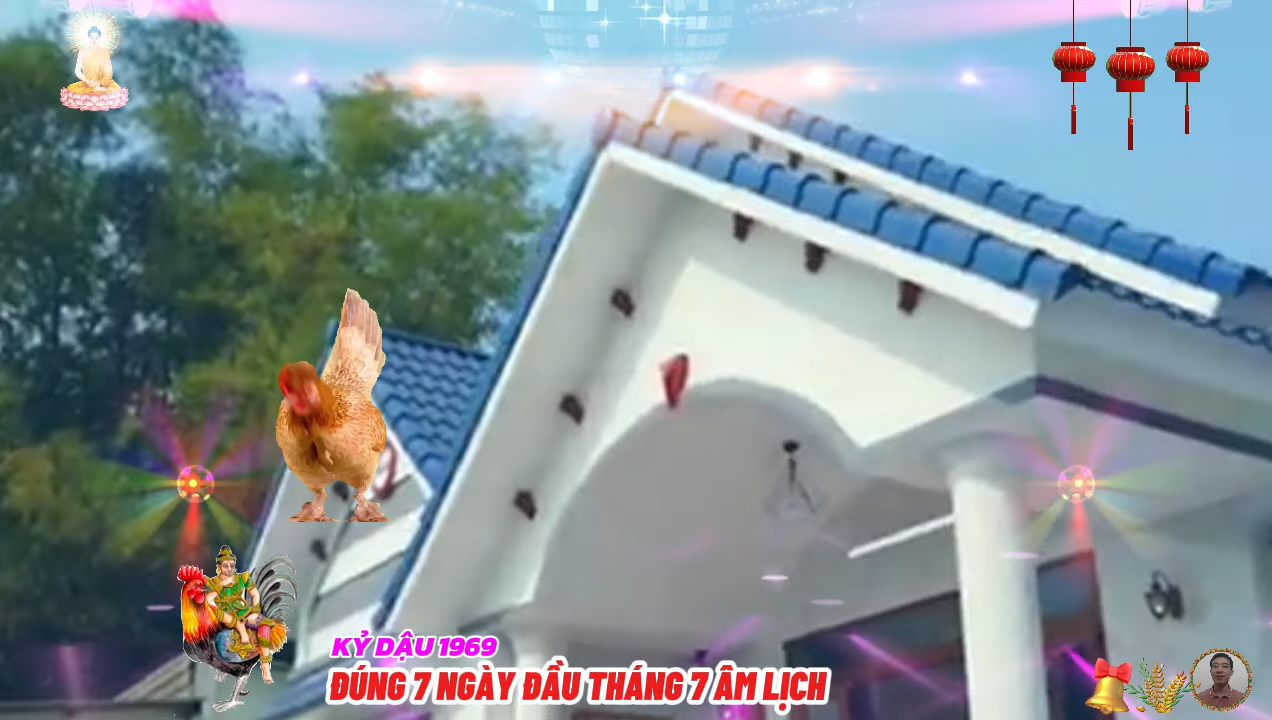 KỶ DẬU 1969
ĐÚNG 7 NGÀY ĐẦU THÁNG 7 ÂM LỊCH